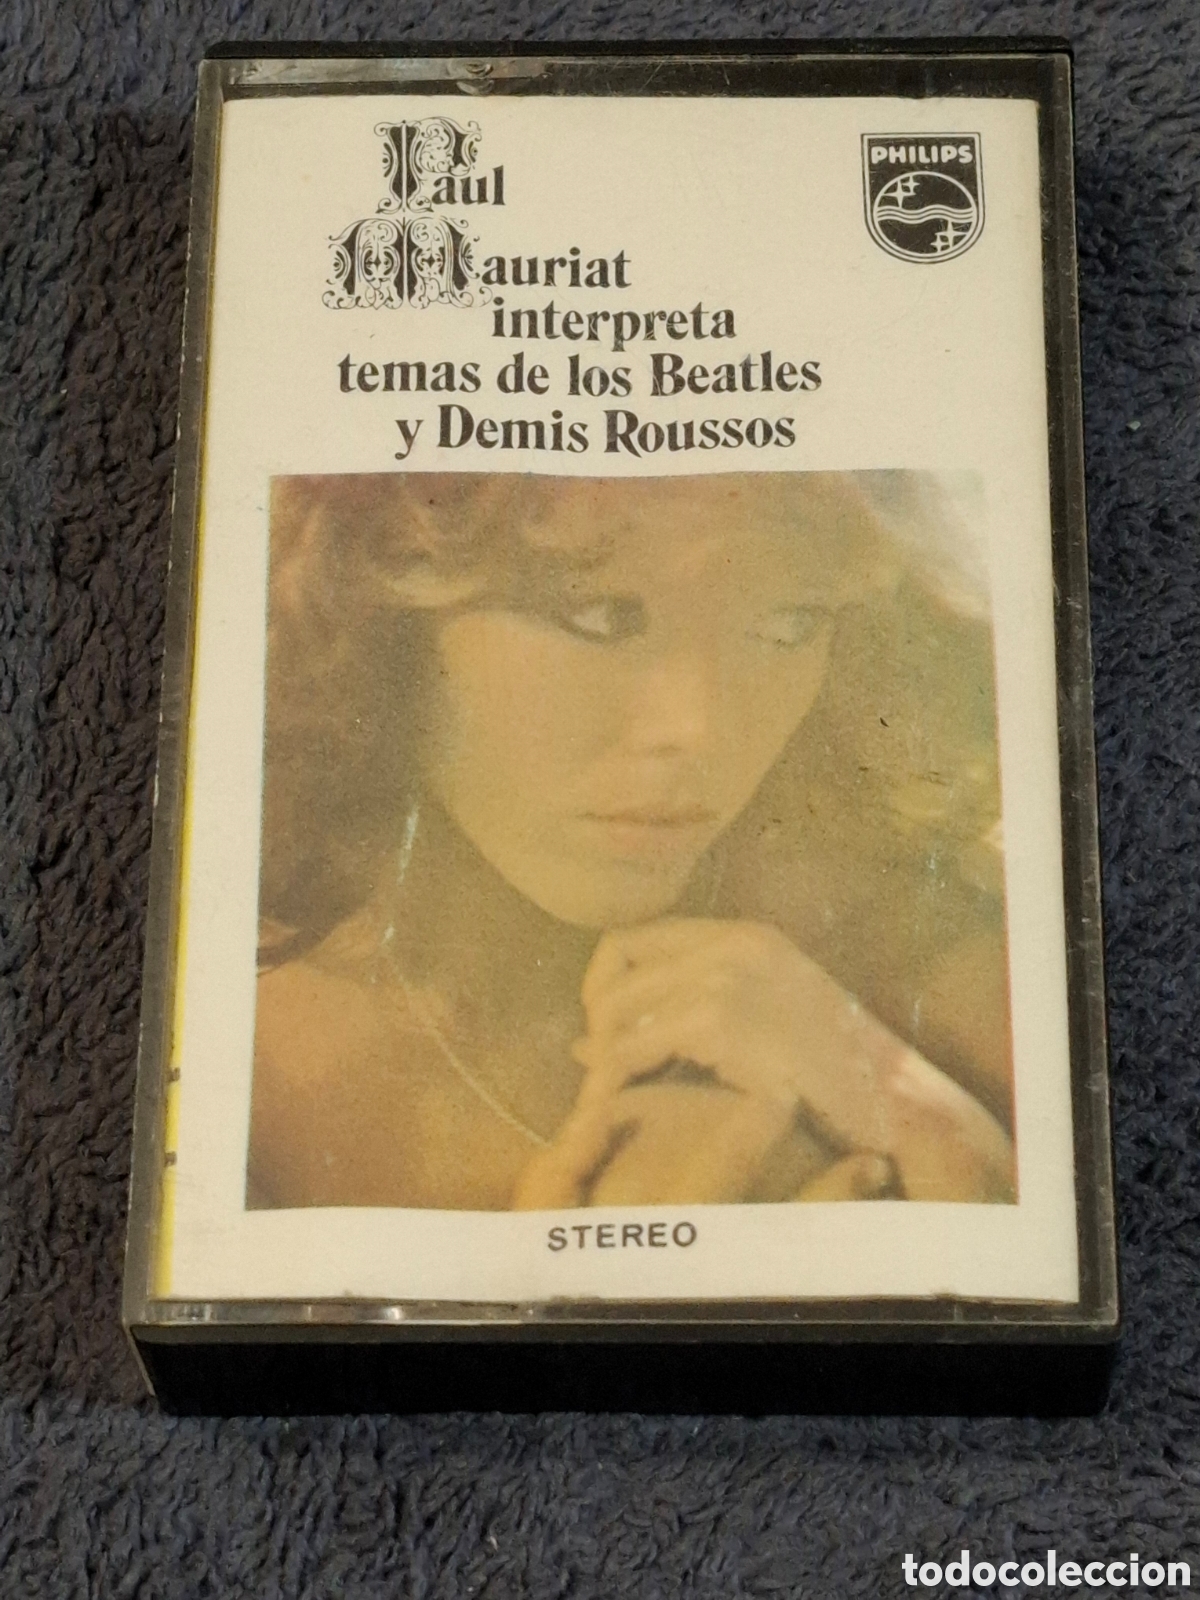 Paul
Mauriat
interpreta
temas de los Beatles
y Demis Roussos
PHILIPS
STEREO
todocoleccion